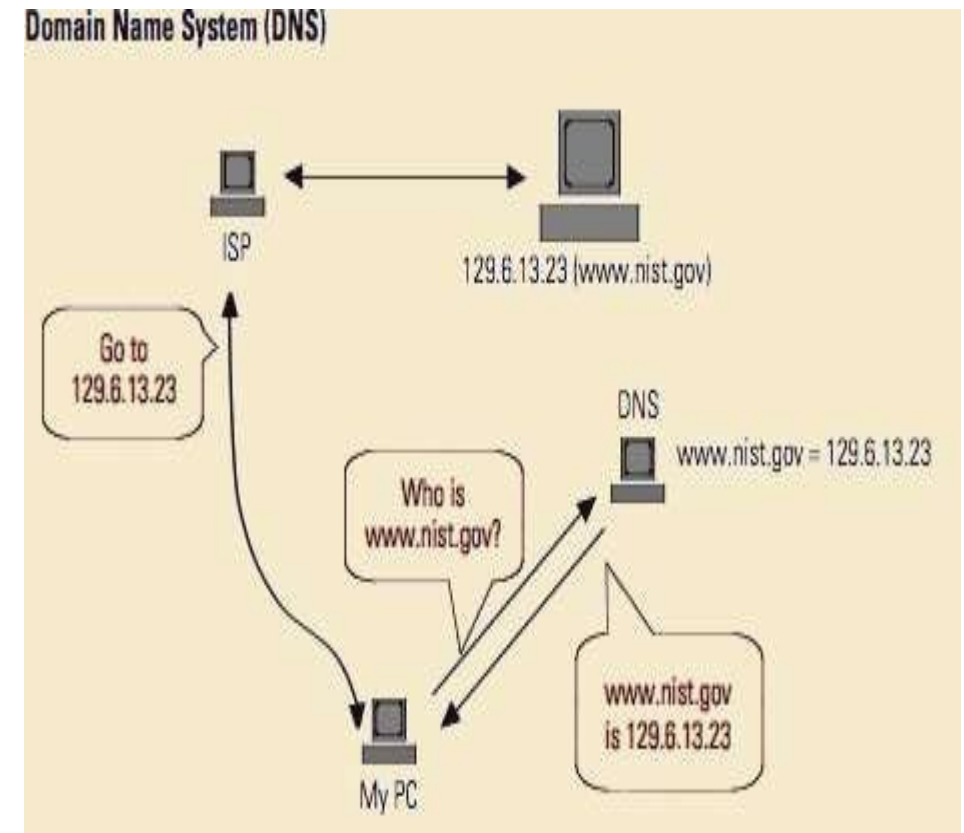 Domain Name System (DNS)
ISP
129.6.13.23 (www.nist.gov)
Go to
129.6.13.23
DNS
www.nist.gov = 129.6.13.23
Who is
www.nist.gov?
www.nist.gov
is 129.6.13.23
My PC